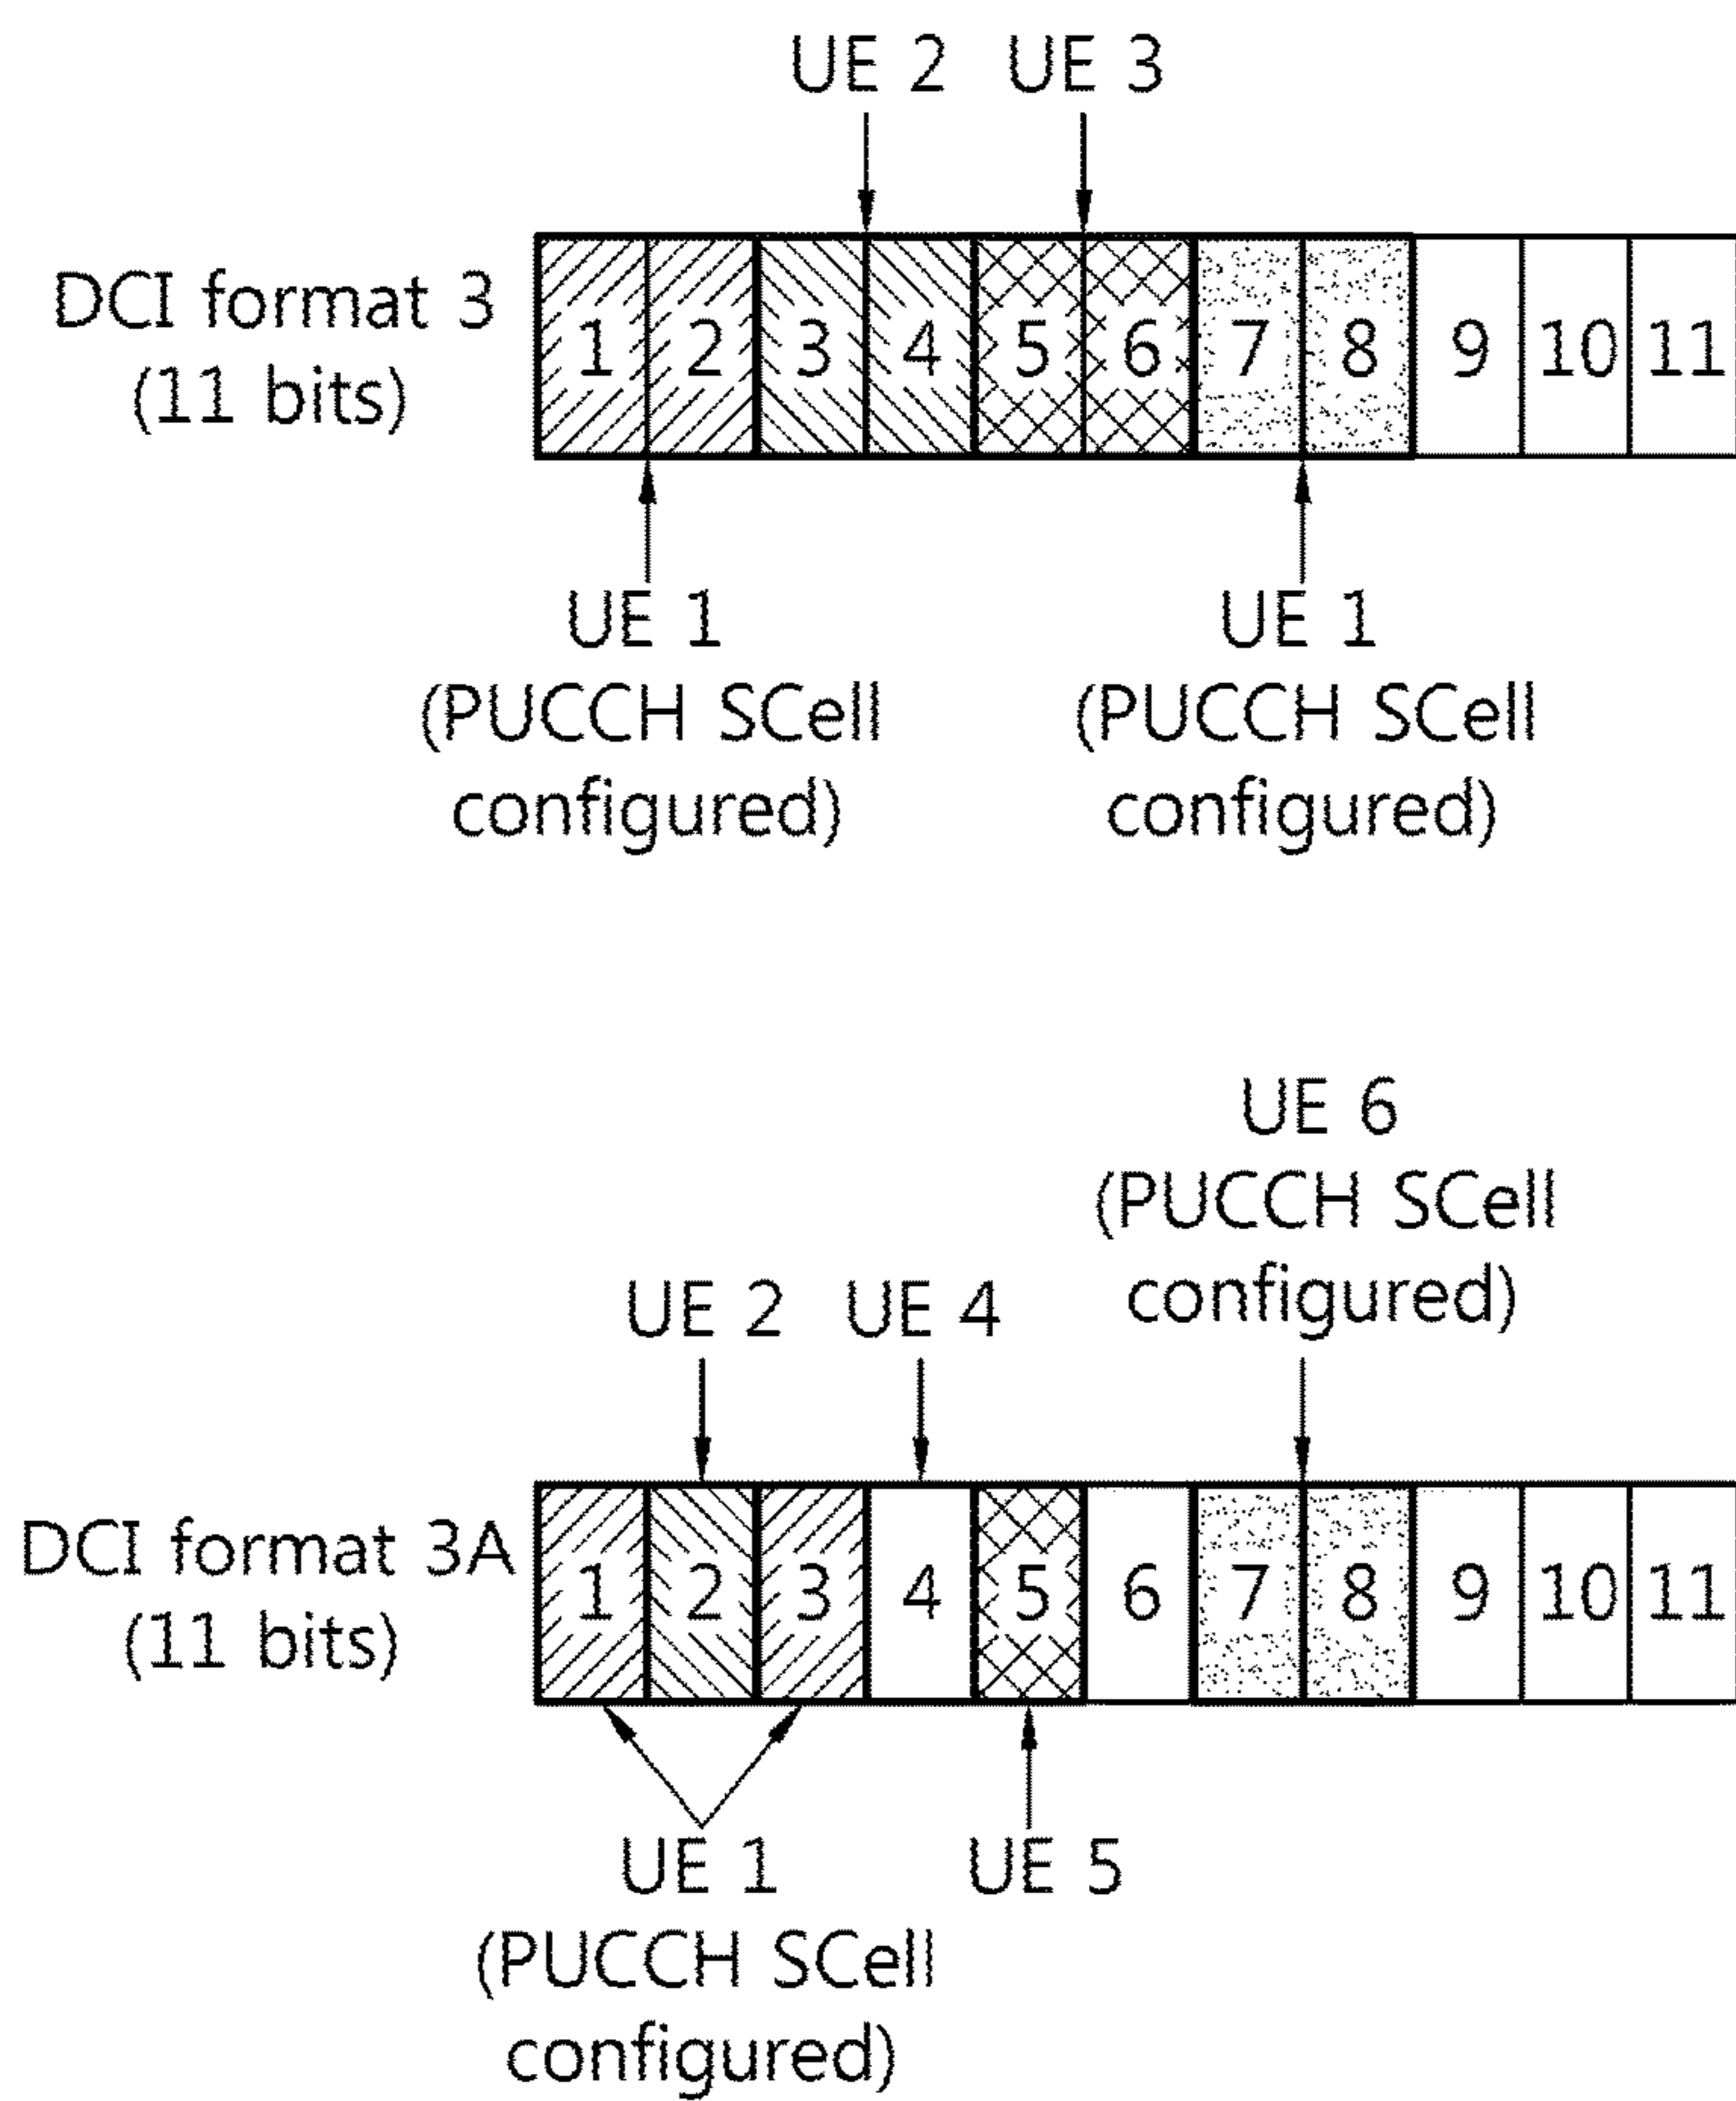 UE 2 UE 3
DCI format 3
(11 bits)
1 2 3 4 5 6 7 8 9 10 11
UE 1
(PUCCH SCell
configured)
UE 1
(PUCCH SCell
configured)
UE 6
(PUCCH SCell
configured)
UE 2 UE 4
DCI format 3A
(11 bits)
1 2 3 4 5 6 7 8 9 10 11
UE 1
(PUCCH SCell
configured)
UE 5